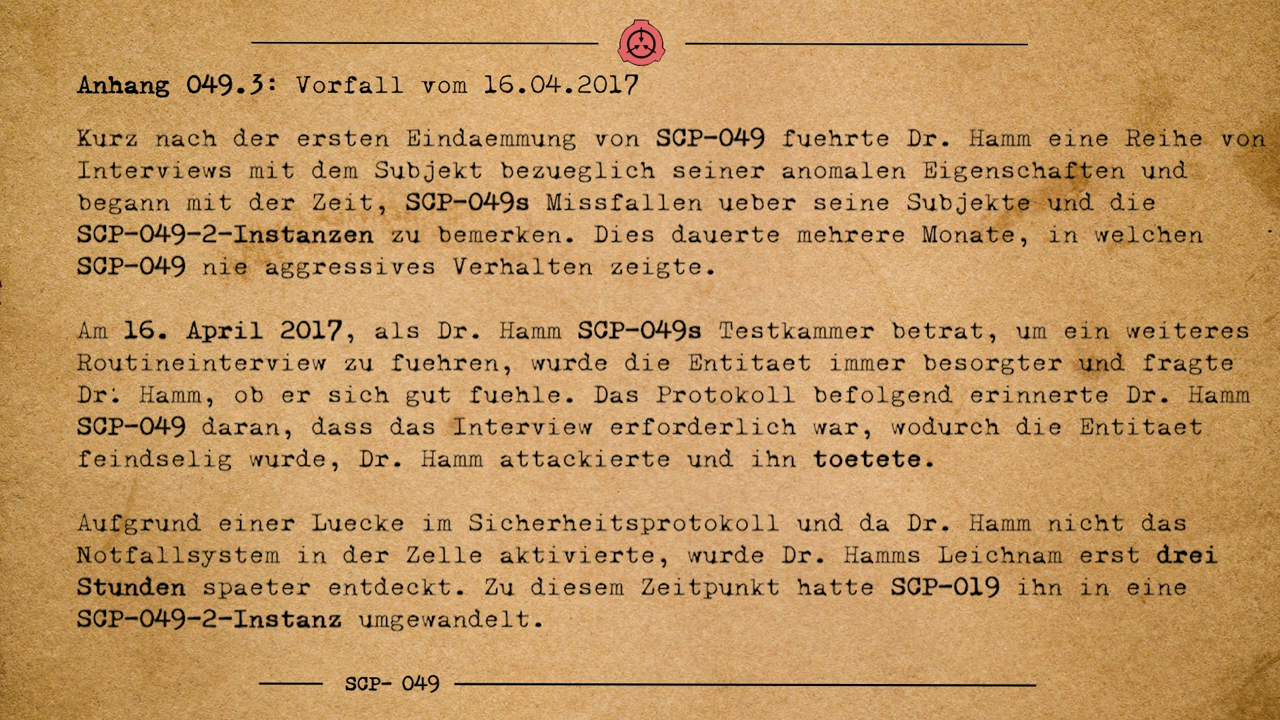 Anhang 049.3: Vorfall vom 16.04.2017
Kurz nach der ersten Eindaemmung von SCP-049 fuehrte Dr. Hamm eine Reihe von
Interviews mit dem Subjekt bezueglich seiner anomalen Eigenschaften und
begann mit der Zeit, SCP-049s Missfallen ueber seine Subjekte und die
SCP-049-2-Instanzen zu bemerken. Dies dauerte mehrere Monate, in welchen
SCP-049 nie aggressives Verhalten zeigte.
Am 16. April 2017, als Dr. Hamm SCP-049s Testkammer betrat, um ein weiteres
Routineinterview zu fuehren, wurde die Entitaet immer besorgter und fragte
Dr. Hamm, ob er sich gut fuehle. Das Protokoll befolgend erinnerte Dr. Hamm
SCP-049 daran, dass das Interview erforderlich war, wodurch die Entitaet
feindselig wurde, Dr. Hamm attackierte und ihn toetete.
Aufgrund einer Luecke im Sicherheitsprotokoll und da Dr. Hamm nicht das
Notfallsystem in der Zelle aktivierte, wurde Dr. Hamms Leichnam erst drei
Stunden spaeter entdeckt. Zu diesem Zeitpunkt hatte SCP-019 ihn in eine
SCP-049-2-Instanz umgewandelt.
SCP- 049